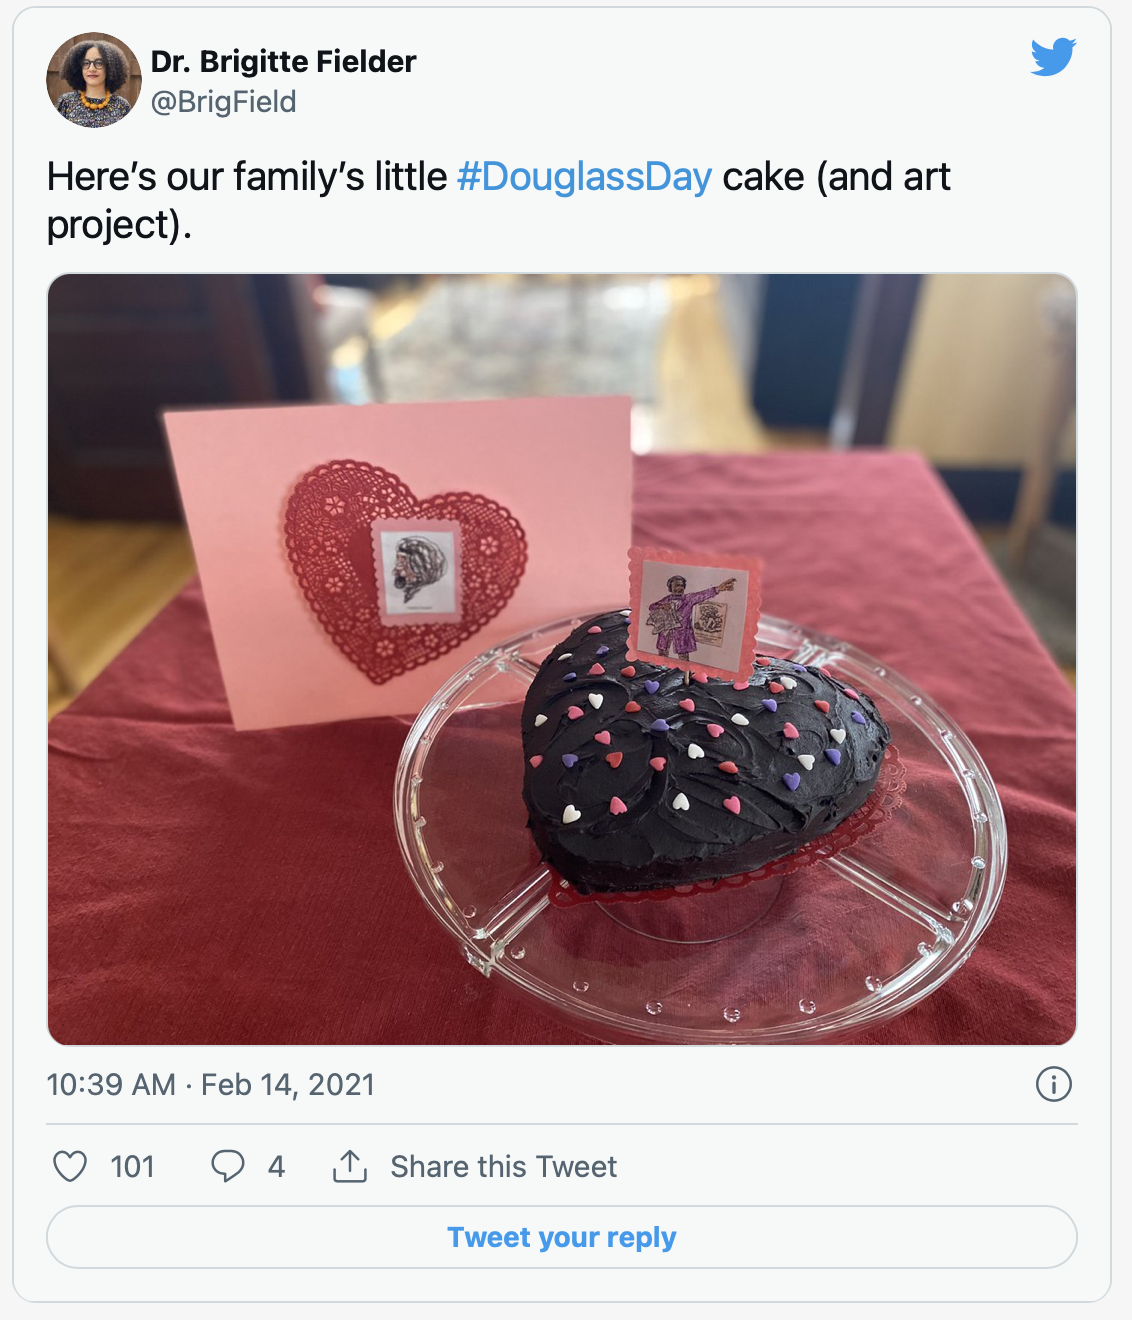 Dr. Brigitte Fielder
@BrigField
Here’s our family’s little #DouglassDay cake (and art
project).
10:39 AM · Feb 14, 2021
101
4
Share this Tweet
Tweet your reply